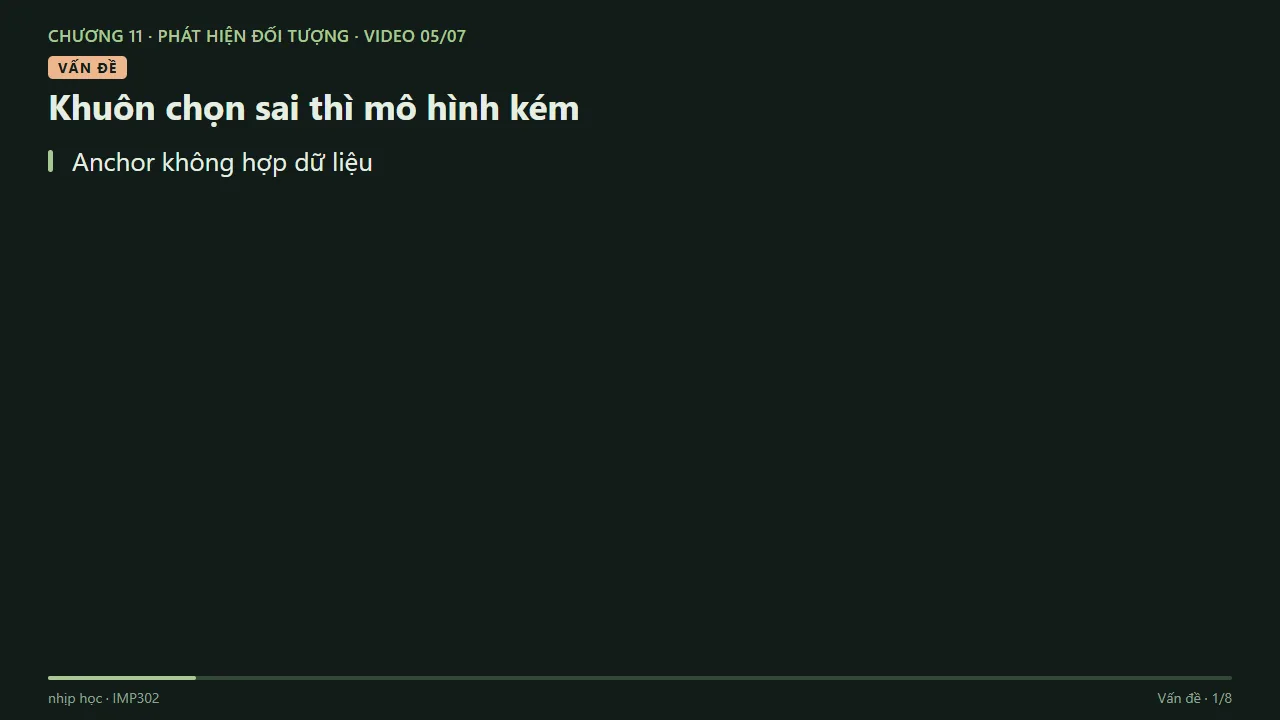 CHƯƠNG 11 · PHÁT HIỆN ĐỐI TƯỢNG · VIDEO 05/07
VẤN ĐỀ
Khuôn chọn sai thì mô hình kém
Anchor không hợp dữ liệu
nhịp học · IMP302
Vấn đề · 1/8